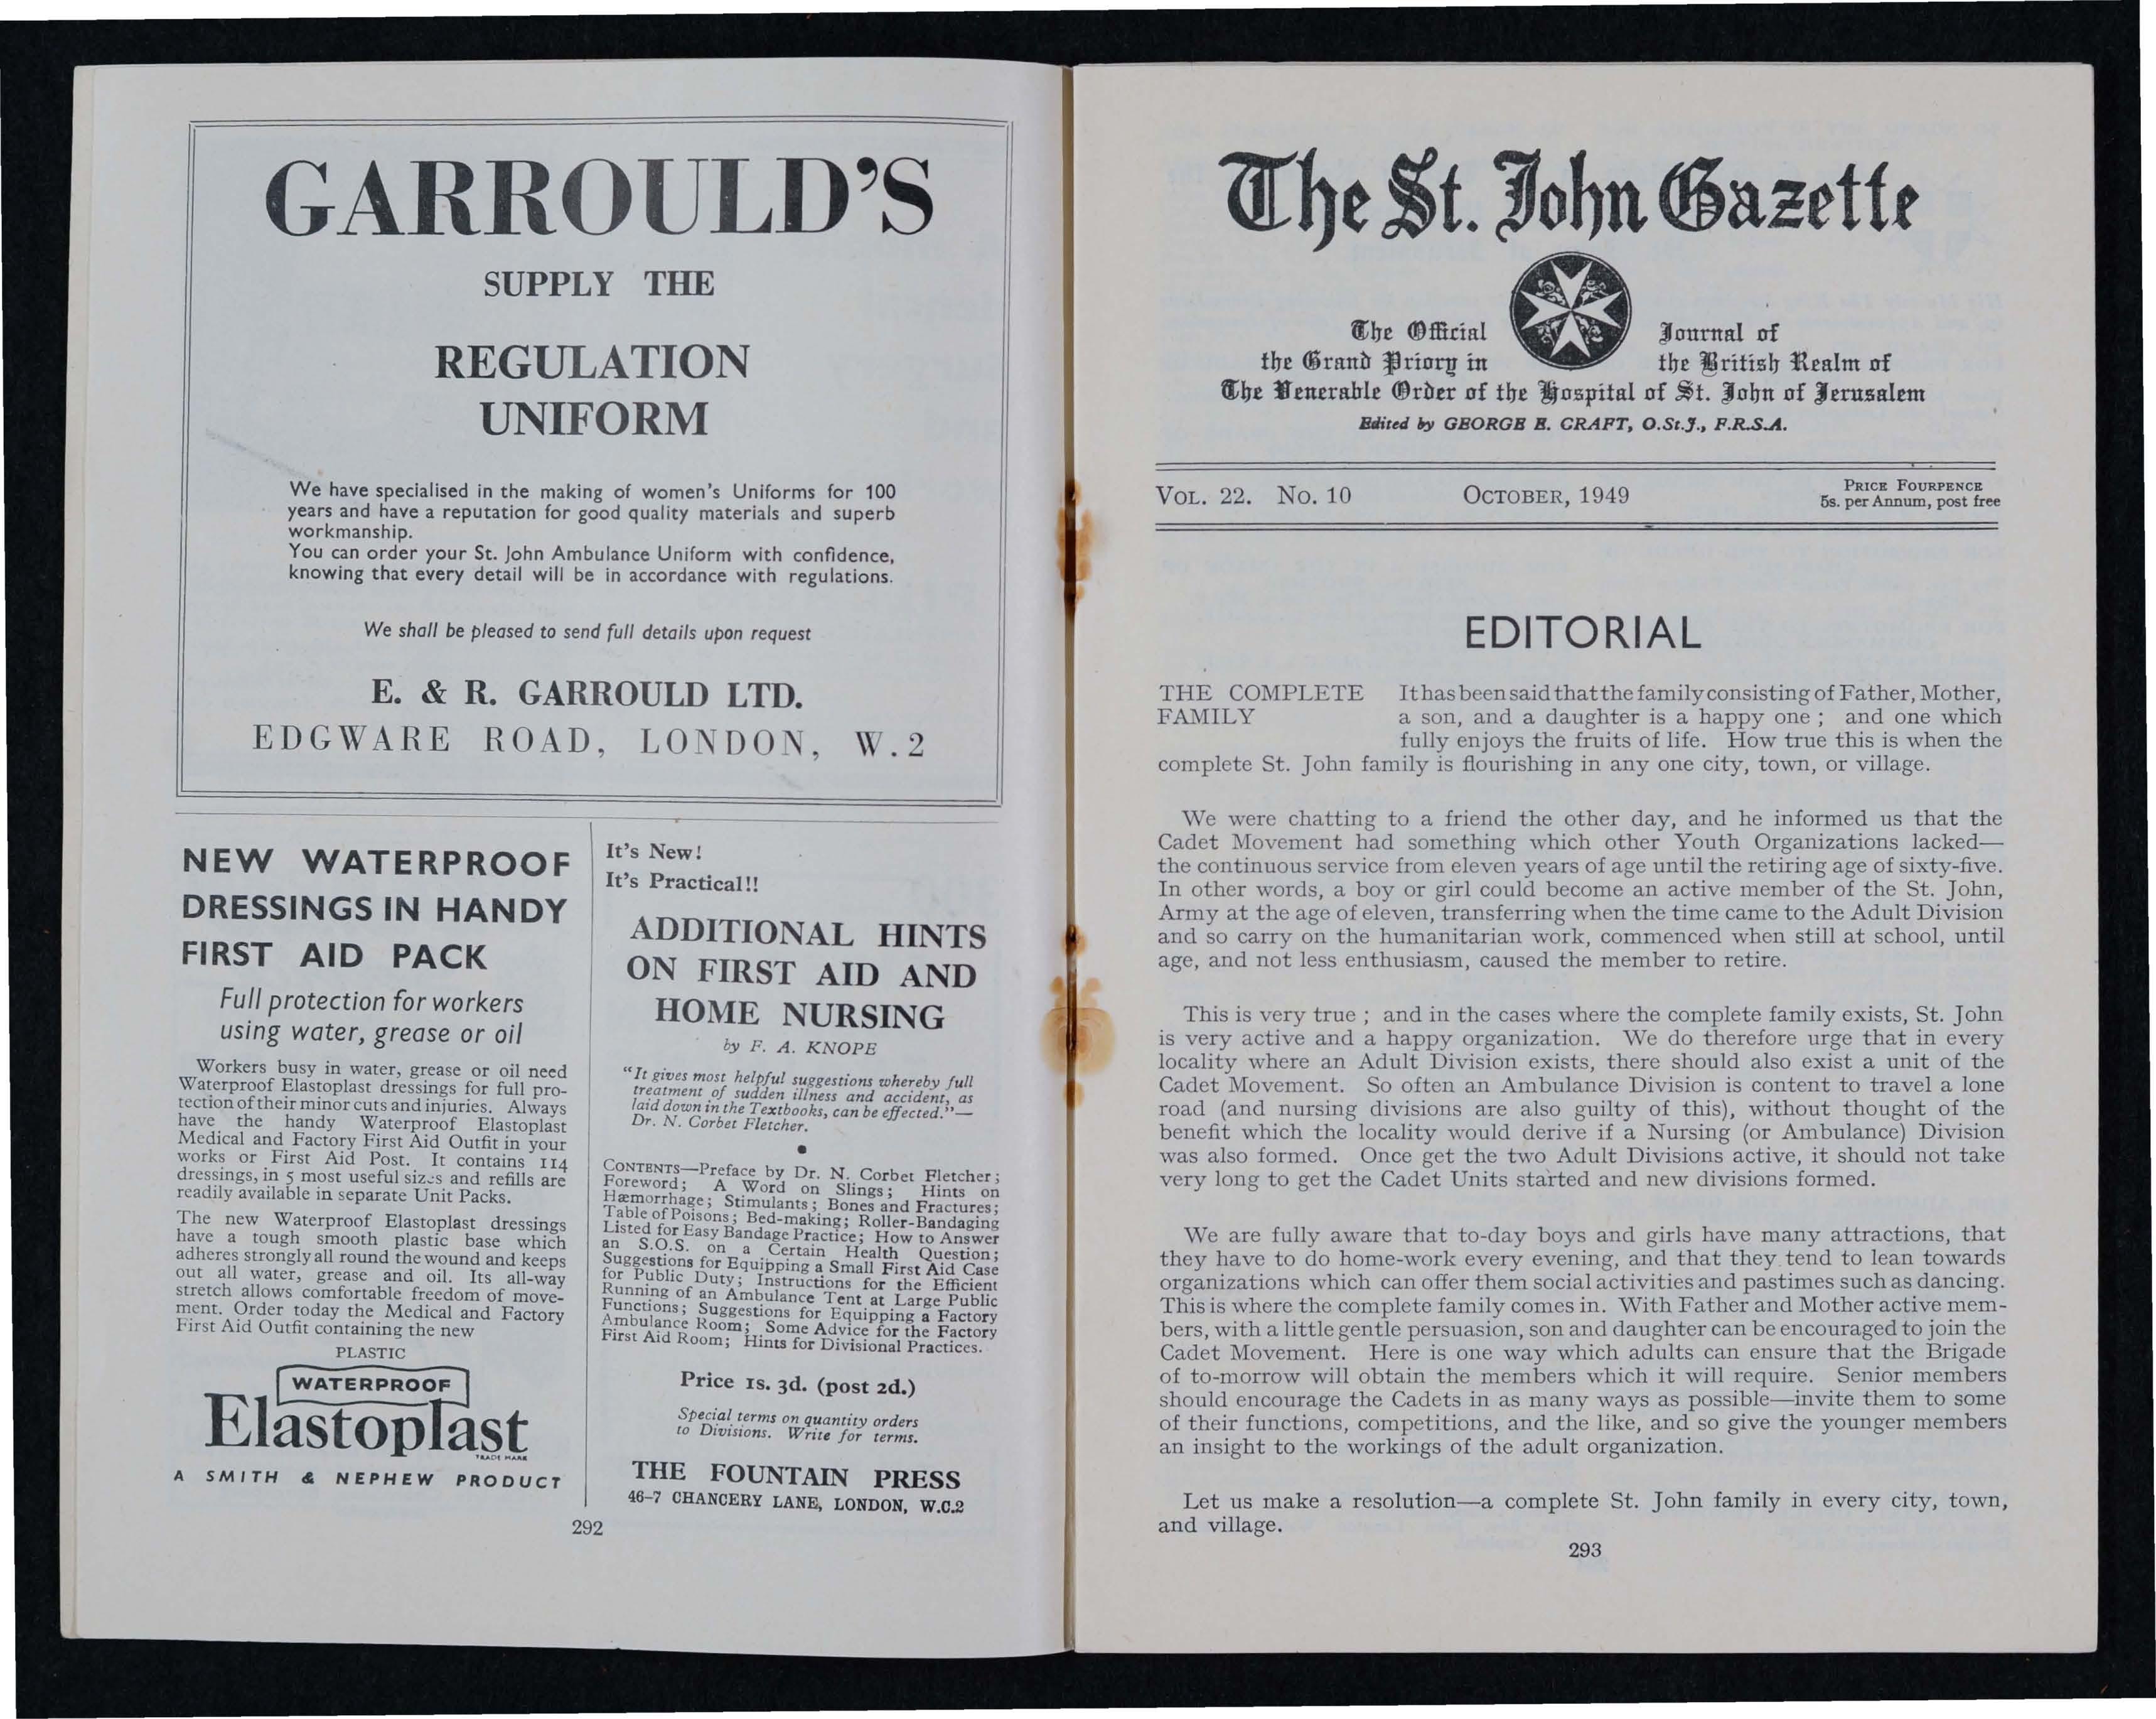 GARROULD'S
SUPPLY THE
REGULATION
UNIFORM
We have specialised in the making of women's Uniforms for 100
years and have a reputation for good quality materials and superb
workmanship.
You can order your St. John Ambulance Uniform with confidence,
knowing that every detail will be in accordance with regulations.
We shall be pleased to send full details upon request
E. & R. GARROULD LTD.
EDGWARE ROAD, LONDON, W.2
NEW WATERPROOF
DRESSINGS IN HANDY
FIRST AID PACK
Full protection for workers
using water, grease or oil
Workers busy in water, grease or oil need
Waterproof Elastoplast dressings for full pro-
tection of their minor cuts and injuries. Always
have the handy Waterproof Elastoplast
Medical and Factory First Aid Outfit in your
works or First Aid Post. It contains 114
dressings, in 5 most useful sizes and refills are
readily available in separate Unit Packs.
The new Waterproof Elastoplast dressings
have a tough smooth plastic base which
adheres strongly all round the wound and keeps
out all water, grease and oil. Its all-way
stretch allows comfortable freedom of move-
ment. Order today the Medical and Factory
First Aid Outfit containing the new
PLASTIC
WATERPROOF
Elastoplast
TRADE MARK
A SMITH & NEPHEW PRODUCT
It's New!
It's Practical!!
ADDITIONAL HINTS
ON FIRST AID AND
HOME NURSING
by F. A. KNOPE
"It gives most helpful suggestions whereby full
treatment of sudden illness and accident, as
laid down in the Textbooks, can be effected."—
Dr. N. Corbet Fletcher.
CONTENTS—Preface by Dr. N. Corbet Fletcher;
Foreword; A Word on Slings; Hints on
Hæmorrhage; Stimulants; Bones and Fractures;
Table of Poisons; Bed-making; Roller-Bandaging
Listed for Easy Bandage Practice; How to Answer
an S.O.S. on a Certain Health Question;
Suggestions for Equipping a Small First Aid Case
for Public Duty; Instructions for the Efficient
Running of an Ambulance Tent at Large Public
Functions; Suggestions for Equipping a Factory
Ambulance Room; Some Advice for the Factory
First Aid Room; Hints for Divisional Practices.
Price 1s. 3d. (post 2d.)
Special terms on quantity orders
to Divisions. Write for terms.
THE FOUNTAIN PRESS
46-7 CHANCERY LANE, LONDON, W.C.2
292
The St. John Gazette
The Official Journal of
the Grand Priory in the British Realm of
The Venerable Order of the Hospital of St. John of Jerusalem
Edited by GEORGE E. CRAFT, O.St.J., F.R.S.A.
VOL. 22. No. 10 OCTOBER, 1949 PRICE FOURPENCE
5s. per Annum, post free
EDITORIAL
THE COMPLETE It has been said that the family consisting of Father, Mother,
FAMILY a son, and a daughter is a happy one ; and one which
fully enjoys the fruits of life. How true this is when the
complete St. John family is flourishing in any one city, town, or village.
We were chatting to a friend the other day, and he informed us that the
Cadet Movement had something which other Youth Organizations lacked—
the continuous service from eleven years of age until the retiring age of sixty-five.
In other words, a boy or girl could become an active member of the St. John,
Army at the age of eleven, transferring when the time came to the Adult Division
and so carry on the humanitarian work, commenced when still at school, until
age, and not less enthusiasm, caused the member to retire.
This is very true ; and in the cases where the complete family exists, St. John
is very active and a happy organization. We do therefore urge that in every
locality where an Adult Division exists, there should also exist a unit of the
Cadet Movement. So often an Ambulance Division is content to travel a lone
road (and nursing divisions are also guilty of this), without thought of the
benefit which the locality would derive if a Nursing (or Ambulance) Division
was also formed. Once get the two Adult Divisions active, it should not take
very long to get the Cadet Units started and new divisions formed.
We are fully aware that to-day boys and girls have many attractions, that
they have to do home-work every evening, and that they tend to lean towards
organizations which can offer them social activities and pastimes such as dancing.
This is where the complete family comes in. With Father and Mother active mem-
bers, with a little gentle persuasion, son and daughter can be encouraged to join the
Cadet Movement. Here is one way which adults can ensure that the Brigade
of to-morrow will obtain the members which it will require. Senior members
should encourage the Cadets in as many ways as possible—invite them to some
of their functions, competitions, and the like, and so give the younger members
an insight to the workings of the adult organization.
Let us make a resolution—a complete St. John family in every city, town,
and village.
293